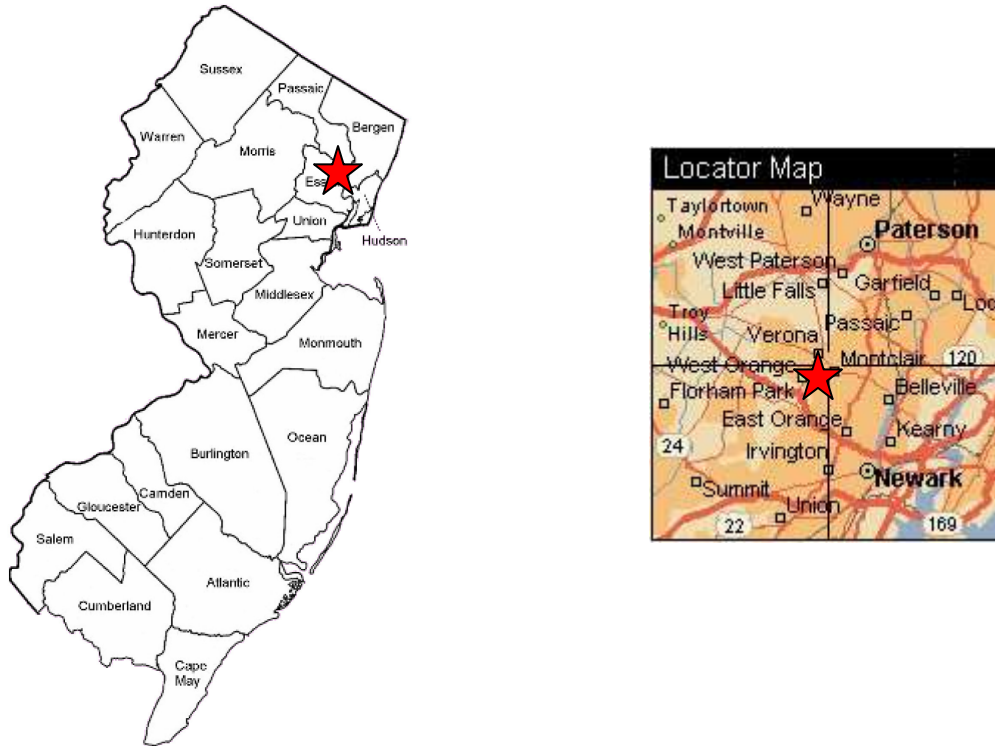 Sussex
Passaic
Bergen
Warren
Morris
Ess
Union
Hudson
Hunterdon
Somerset
Middlesex
Mercer
Monmouth
Ocean
Burlington
Camden
Gloucester
Salem
Atlantic
Cumberland
Cape
May
Locator Map
Wayne
Taylortown
Montville
Paterson
West Paterson
Little Falls
Garfield
Lod
Troy
Hills
Passaic
Verona
West Orange
Montclair
120
Florham Park
Belleville
East Orange
Kearny
24
Irvington
Newark
Summit
Union
22
169